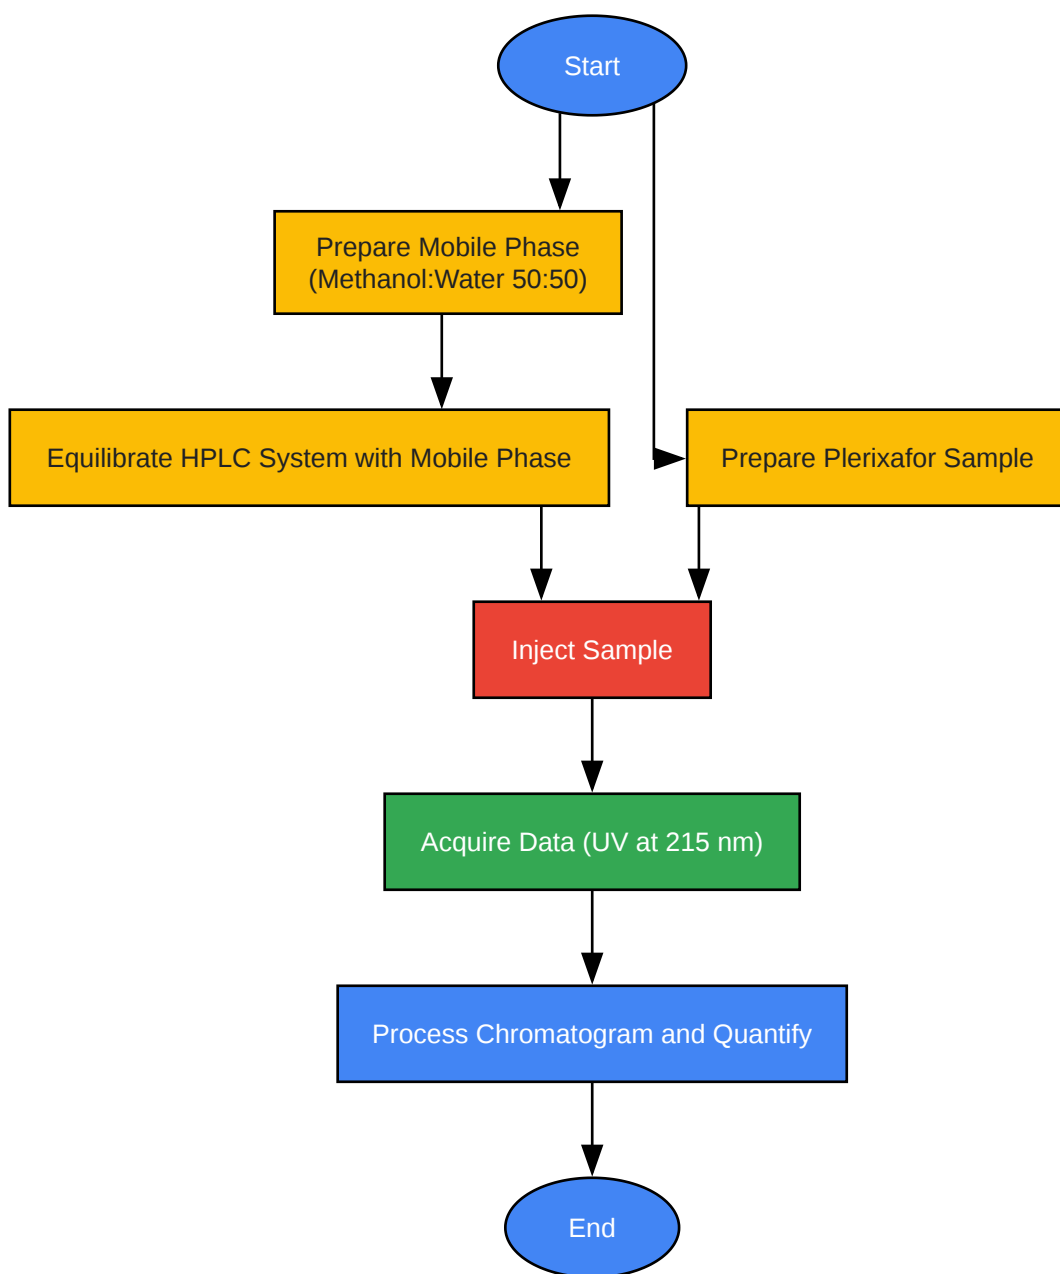 Start
Prepare Mobile Phase
(Methanol:Water 50:50)
Equilibrate HPLC System with Mobile Phase
Prepare Plerixafor Sample
Inject Sample
Acquire Data (UV at 215 nm)
Process Chromatogram and Quantify
End